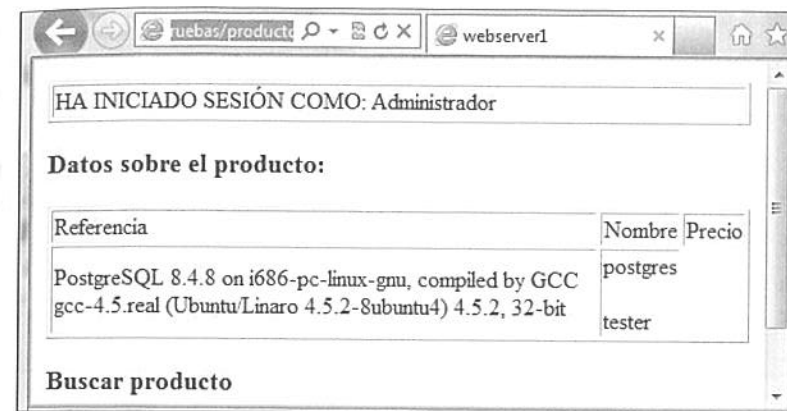 ruebas/producto
webserver1
HA INICIADO SESIÓN COMO: Administrador
Datos sobre el producto:
Referencia
Nombre
Precio
PostgreSQL 8.4.8 on i686-pc-linux-gnu, compiled by GCC
gcc-4.5.real (Ubuntu/Linaro 4.5.2-8ubuntu4) 4.5.2, 32-bit
postgres
tester
Buscar producto